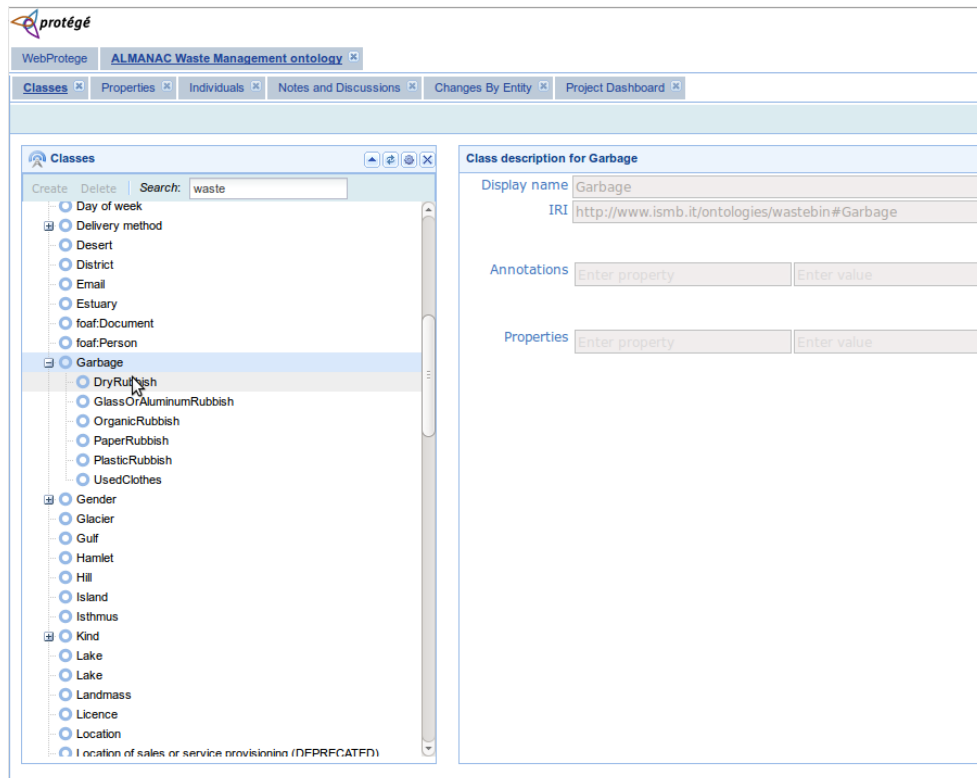 protégé
WebProtege ALMANAC Waste Management ontology
Classes Properties Individuals Notes and Discussions Changes By Entity Project Dashboard
Classes
Create Delete Search: waste
Day of week
Delivery method
Desert
District
Email
Estuary
foaf:Document
foaf:Person
Garbage
DryRubbish
GlassOrAluminumRubbish
OrganicRubbish
PaperRubbish
PlasticRubbish
UsedClothes
Gender
Glacier
Gulf
Hamlet
Hill
Island
Isthmus
Kind
Lake
Lake
Landmass
Licence
Location
Location of sales or service provisioning (DEPRECATED)
Class description for Garbage
Display name Garbage
IRI http://www.ismb.it/ontologies/wastebin#Garbage
Annotations Enter property Enter value
Properties Enter property Enter value